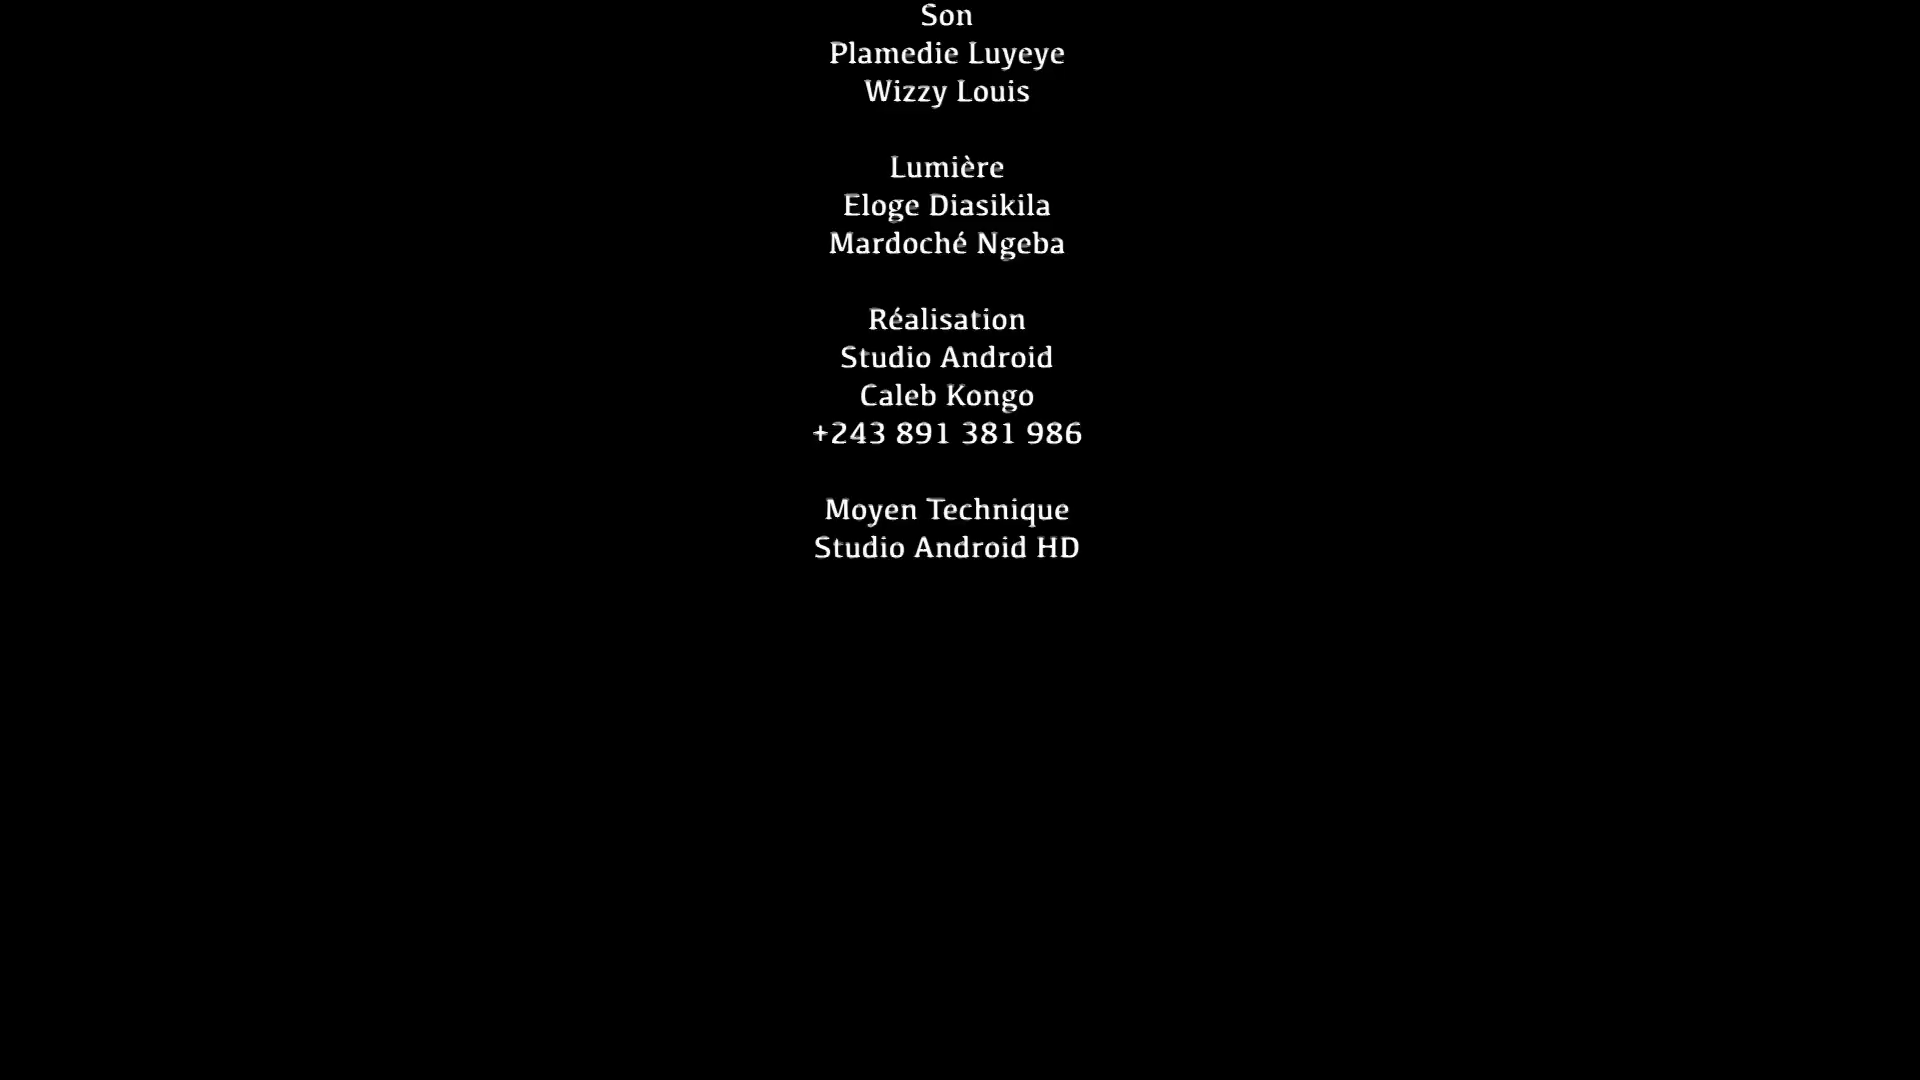 Son
Plamedie Luyeye
Wizzy Louis
Lumière
Eloge Diasikila
Mardoché Ngeba
Réalisation
Studio Android
Caleb Kongo
+243 891 381 986
Moyen Technique
Studio Android HD